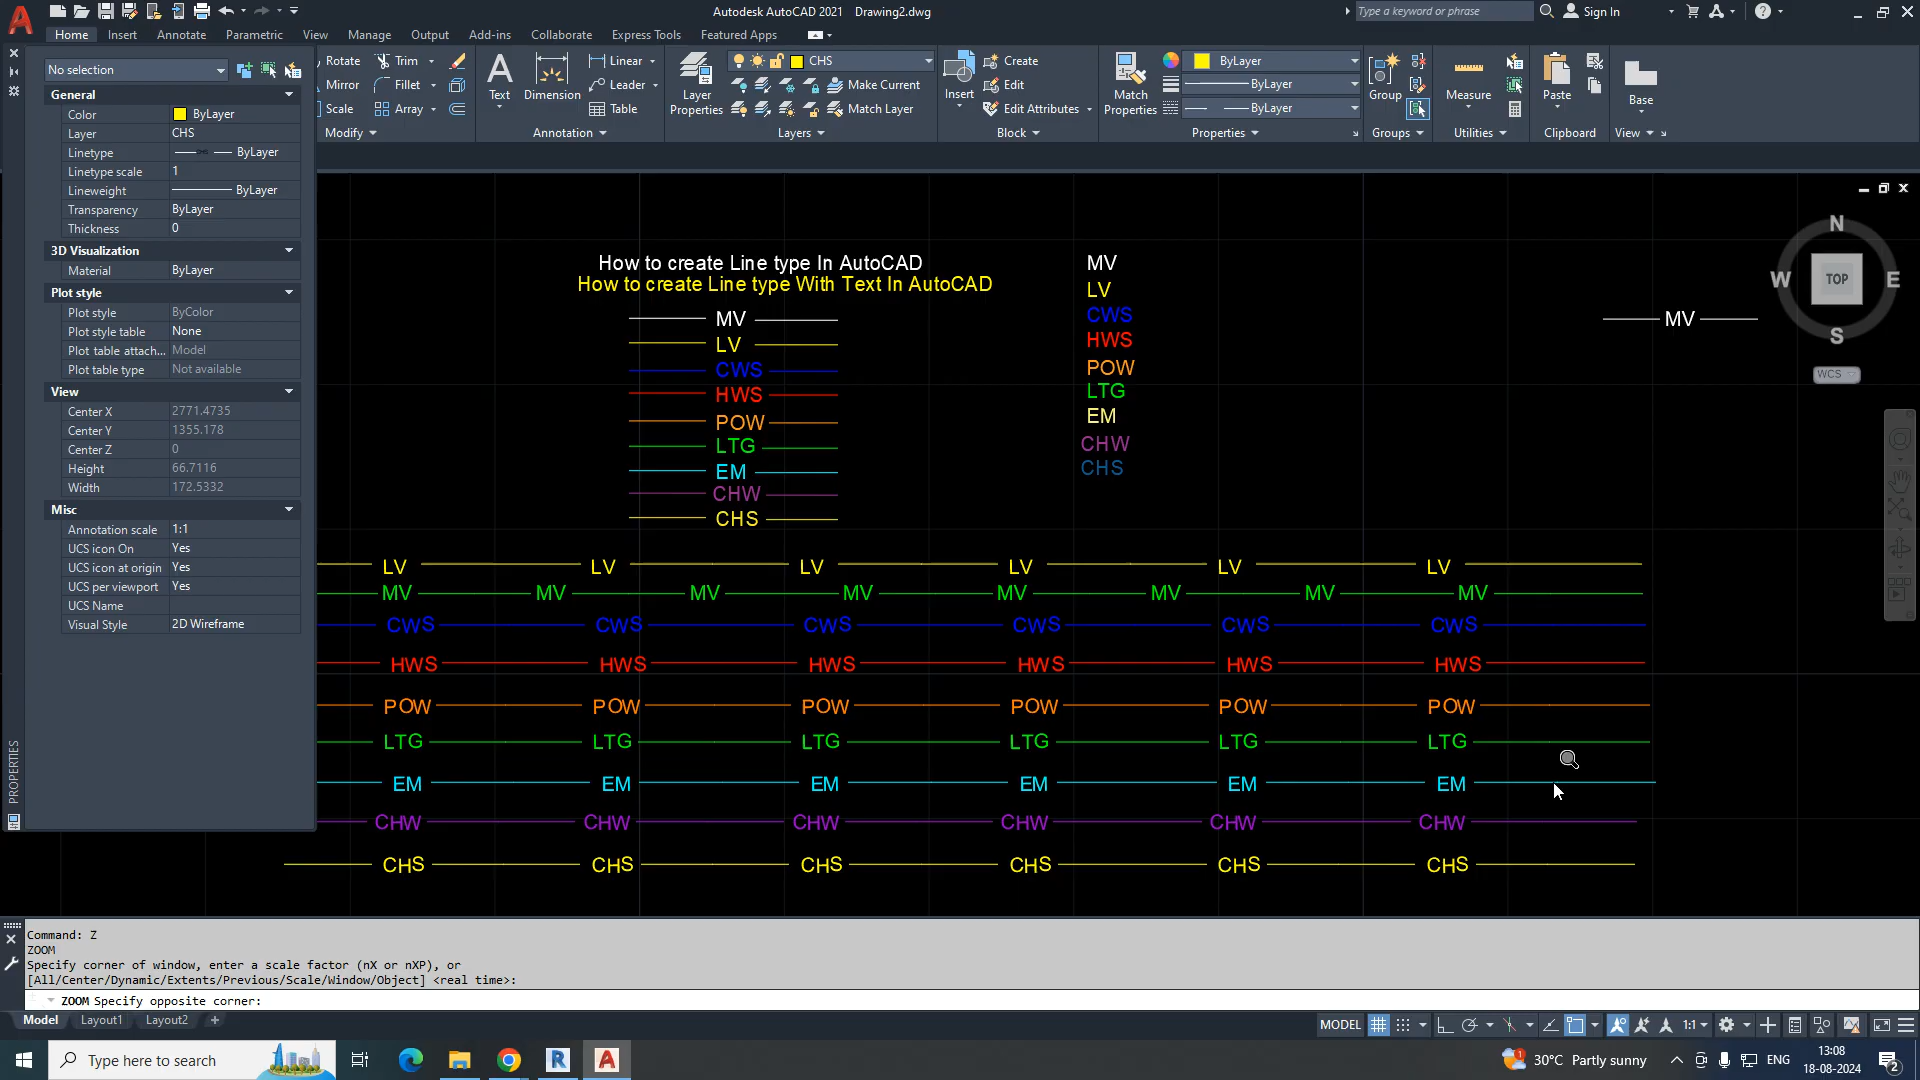 Autodesk AutoCAD 2021 Drawing2.dwg
Type a keyword or phrase
Sign In
Home Insert Annotate Parametric View Manage Output Add-ins Collaborate Express Tools Featured Apps
No selection
General
Color ByLayer
Layer CHS
Linetype ByLayer
Linetype scale 1
Lineweight ByLayer
Transparency ByLayer
Thickness 0
3D Visualization
Material ByLayer
Plot style
Plot style ByColor
Plot style table None
Plot table attach... Model
Plot table type Not available
View
Center X 2771.4735
Center Y 1355.178
Center Z 0
Height 66.7116
Width 172.5332
Misc
Annotation scale 1:1
UCS icon On Yes
UCS icon at origin Yes
UCS per viewport Yes
UCS Name
Visual Style 2D Wireframe
PROPERTIES
Rotate Trim
Mirror Fillet
Scale Array
Modify
Text
Dimension
Linear
Leader
Table
Annotation
Layer Properties
CHS
Make Current
Match Layer
Layers
Insert
Create
Edit
Edit Attributes
Block
Match Properties
ByLayer
ByLayer
ByLayer
Properties
Group
Groups
Measure
Utilities
Paste
Clipboard
Base
View
How to create Line type In AutoCAD
How to create Line type With Text In AutoCAD
MV
LV
CWS
HWS
POW
LTG
EM
CHW
CHS
MV
LV
CWS
HWS
POW
LTG
EM
CHW
CHS
MV
N
W TOP E
S
WCS
LV LV LV LV LV LV
MV MV MV MV MV MV MV MV
CWS CWS CWS CWS CWS CWS
HWS HWS HWS HWS HWS HWS
POW POW POW POW POW POW
LTG LTG LTG LTG LTG LTG
EM EM EM EM EM EM
CHW CHW CHW CHW CHW CHW
CHS CHS CHS CHS CHS CHS
Command: Z
ZOOM
Specify corner of window, enter a scale factor (nX or nXP), or
[All/Center/Dynamic/Extents/Previous/Scale/Window/Object] <real time>:
ZOOM Specify opposite corner:
Model Layout1 Layout2 +
MODEL 1:1
Type here to search
30°C Partly sunny
ENG
13:08
18-08-2024
2